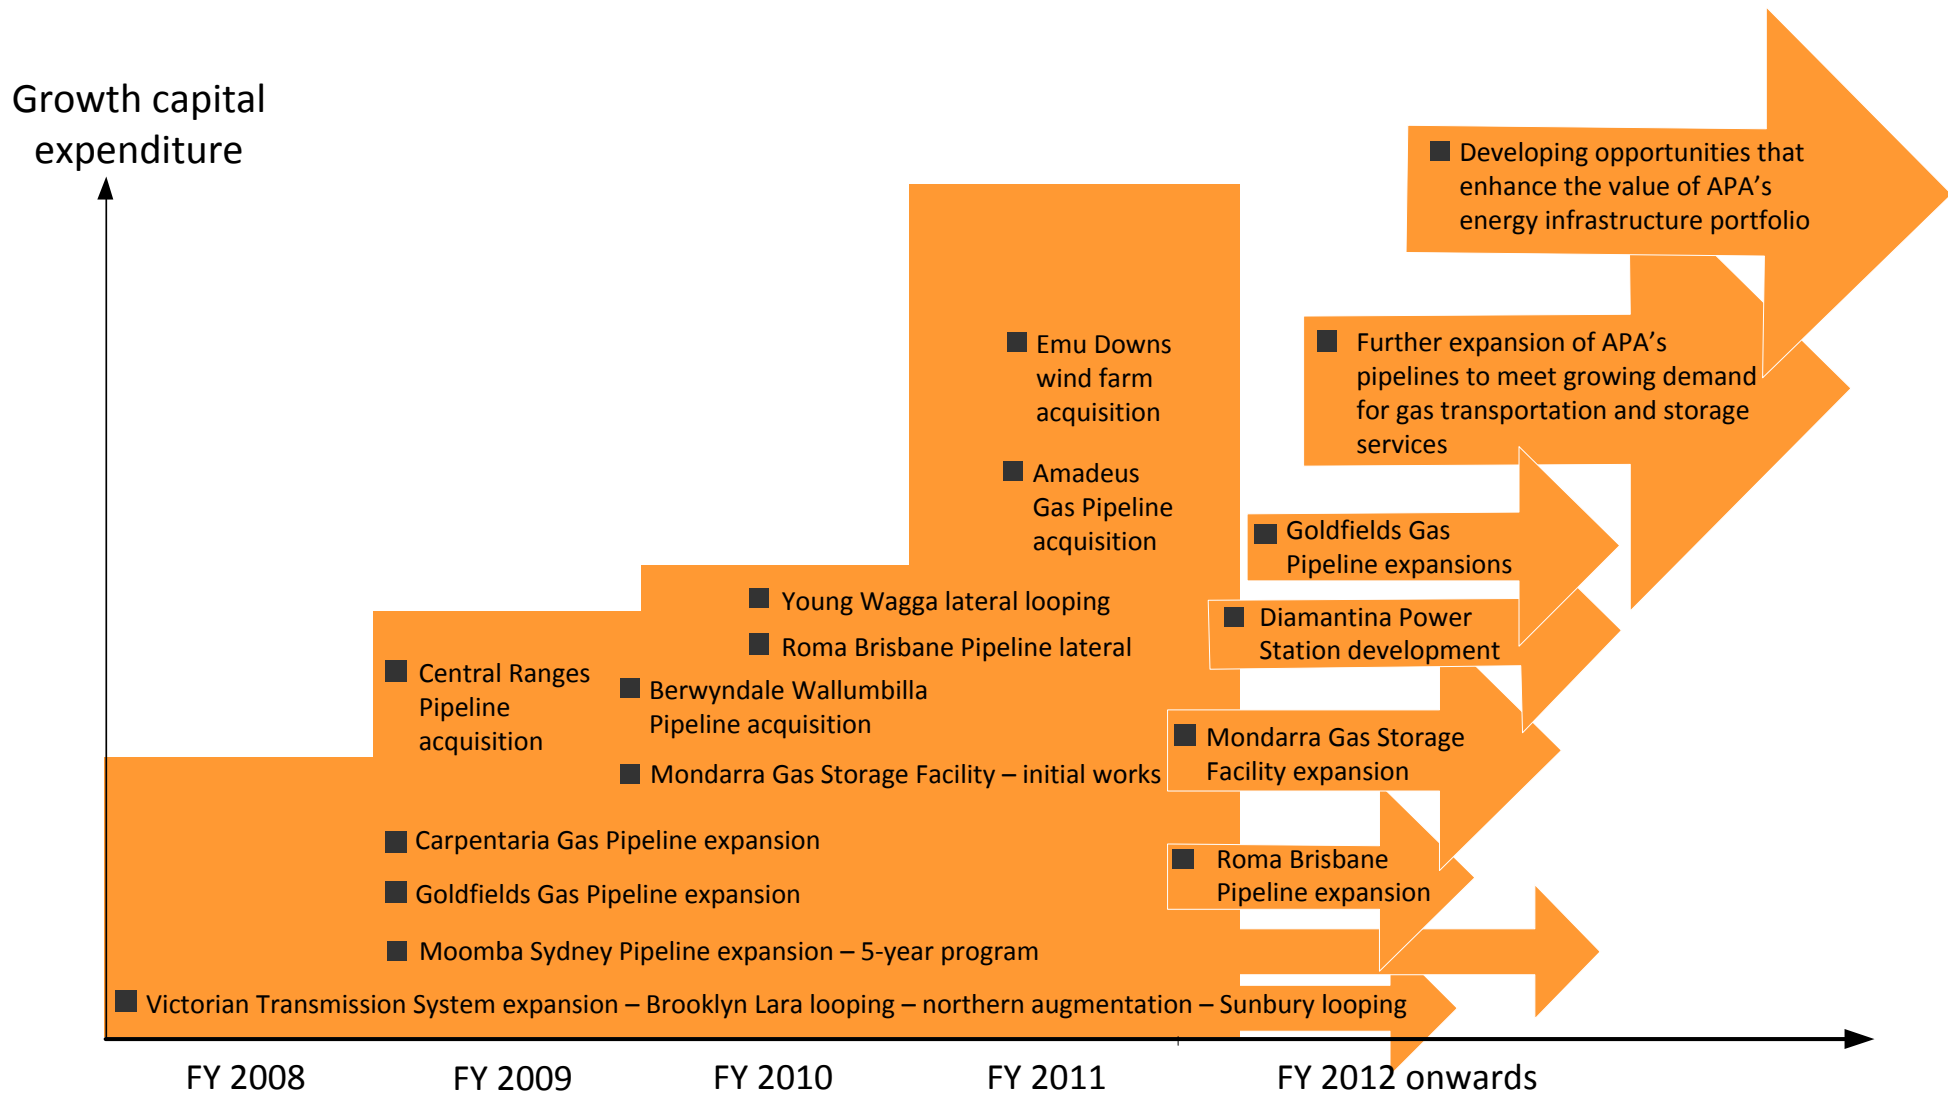 Growth capital
expenditure
Developing opportunities that
enhance the value of APA’s
energy infrastructure portfolio
Further expansion of APA’s
pipelines to meet growing demand
for gas transportation and storage
services
Emu Downs
wind farm
acquisition
Amadeus
Gas Pipeline
acquisition
Goldfields Gas
Pipeline expansions
Young Wagga lateral looping
Roma Brisbane Pipeline lateral
Diamantina Power
Station development
Central Ranges
Pipeline
acquisition
Berwyndale Wallumbilla
Pipeline acquisition
Mondarra Gas Storage Facility – initial works
Mondarra Gas Storage
Facility expansion
Carpentaria Gas Pipeline expansion
Goldfields Gas Pipeline expansion
Roma Brisbane
Pipeline expansion
Moomba Sydney Pipeline expansion – 5-year program
Victorian Transmission System expansion – Brooklyn Lara looping – northern augmentation – Sunbury looping
FY 2008
FY 2009
FY 2010
FY 2011
FY 2012 onwards